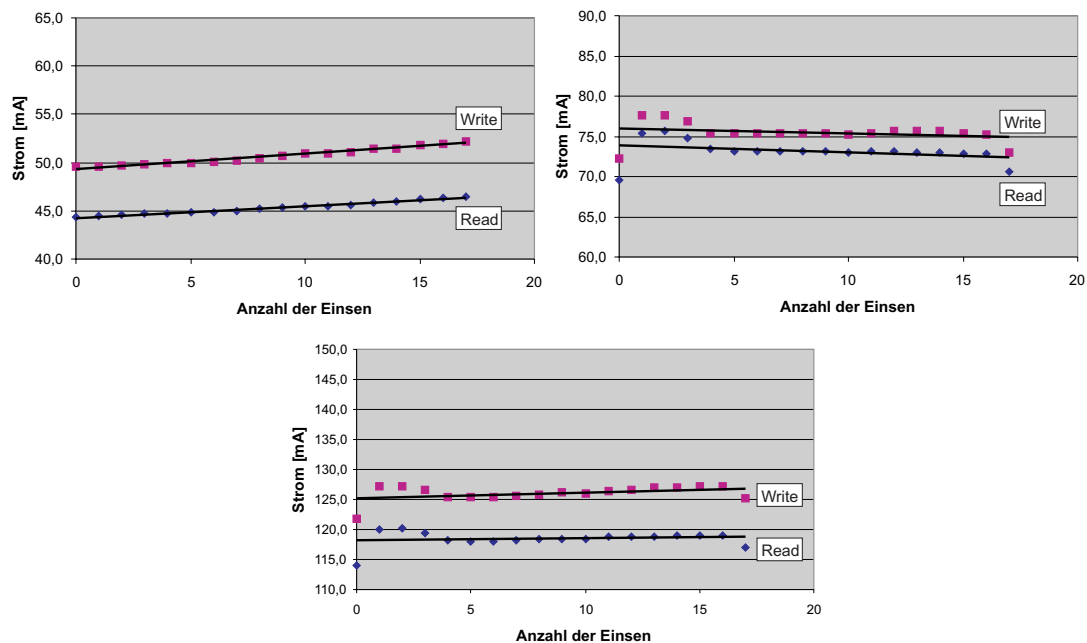 65,0
60,0
55,0
50,0
45,0
40,0
Strom [mA]
Write
Read
0 5 10 15 20
Anzahl der Einsen
90,0
85,0
80,0
75,0
70,0
65,0
60,0
Strom [mA]
Write
Read
0 5 10 15 20
Anzahl der Einsen
150,0
145,0
140,0
135,0
130,0
125,0
120,0
115,0
110,0
Strom [mA]
Write
Read
0 5 10 15 20
Anzahl der Einsen